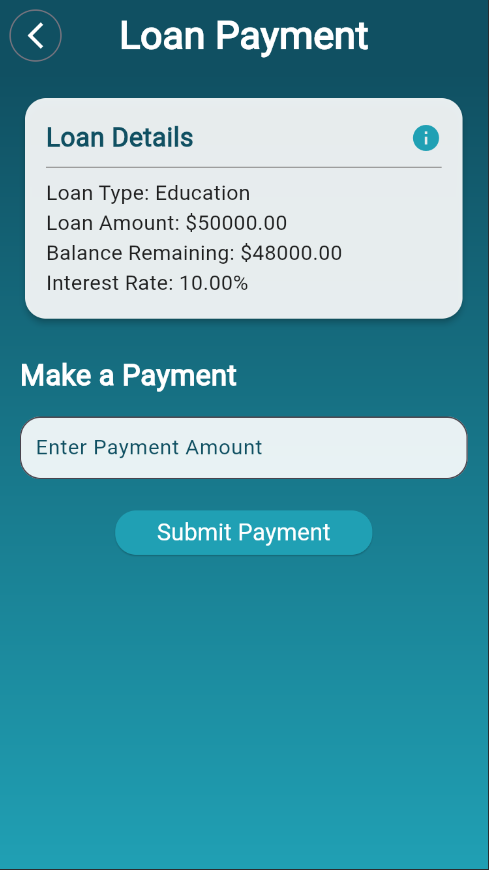 Loan Payment
Loan Details
Loan Type: Education
Loan Amount: $50000.00
Balance Remaining: $48000.00
Interest Rate: 10.00%
Make a Payment
Enter Payment Amount
Submit Payment